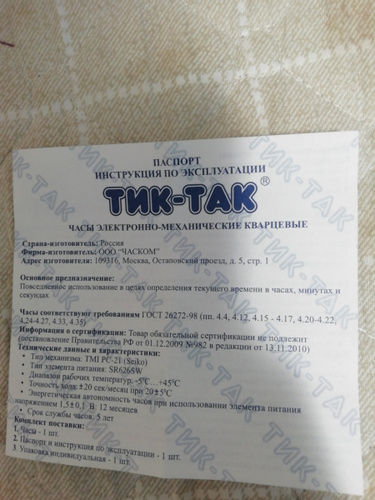 ПАСПОРТ
ИНСТРУКЦИЯ ПО ЭКСПЛУАТАЦИИ
ТИК-ТАК®
ЧАСЫ ЭЛЕКТРОННО-МЕХАНИЧЕСКИЕ КВАРЦЕВЫЕ
Страна-изготовитель: Россия
Фирма-изготовитель: ООО "ЧАСКОМ"
Адрес изготовителя: 109316, Москва, Остаповский проезд, д. 5, стр. 1
Основное предназначение:
Повседневное использование в целях определения текущего времени в часах, минутах и
секундах
Часы соответствуют требованиям ГОСТ 26272-98 (пп. 4.4, 4.12, 4.15 - 4.17, 4.20-4.22,
4.24-4.27, 4.33, 4.35)
Информация о сертификации: Товар обязательной сертификации не подлежит
(постановление Правительства РФ от 01.12.2009 №982 в редакции от 13.11.2010)
Технические данные и характеристики:
• Тип механизма: TMI PC-21 (Seiko)
• Тип элемента питания: SR626SW
• Диапазон рабочих температур, -5°С...+45°С
• Точность хода: ±20 сек/месяц при 20±5°С
• Энергетическая автономность часов при использовании элемента питания
напряжением 1,5±0,1 В: 12 месяцев
• Срок службы часов: 5 лет
Комплект поставки:
1. Часы - 1 шт.
2. Паспорт и инструкция по эксплуатации - 1 шт.
3. Упаковка индивидуальная - 1 шт.